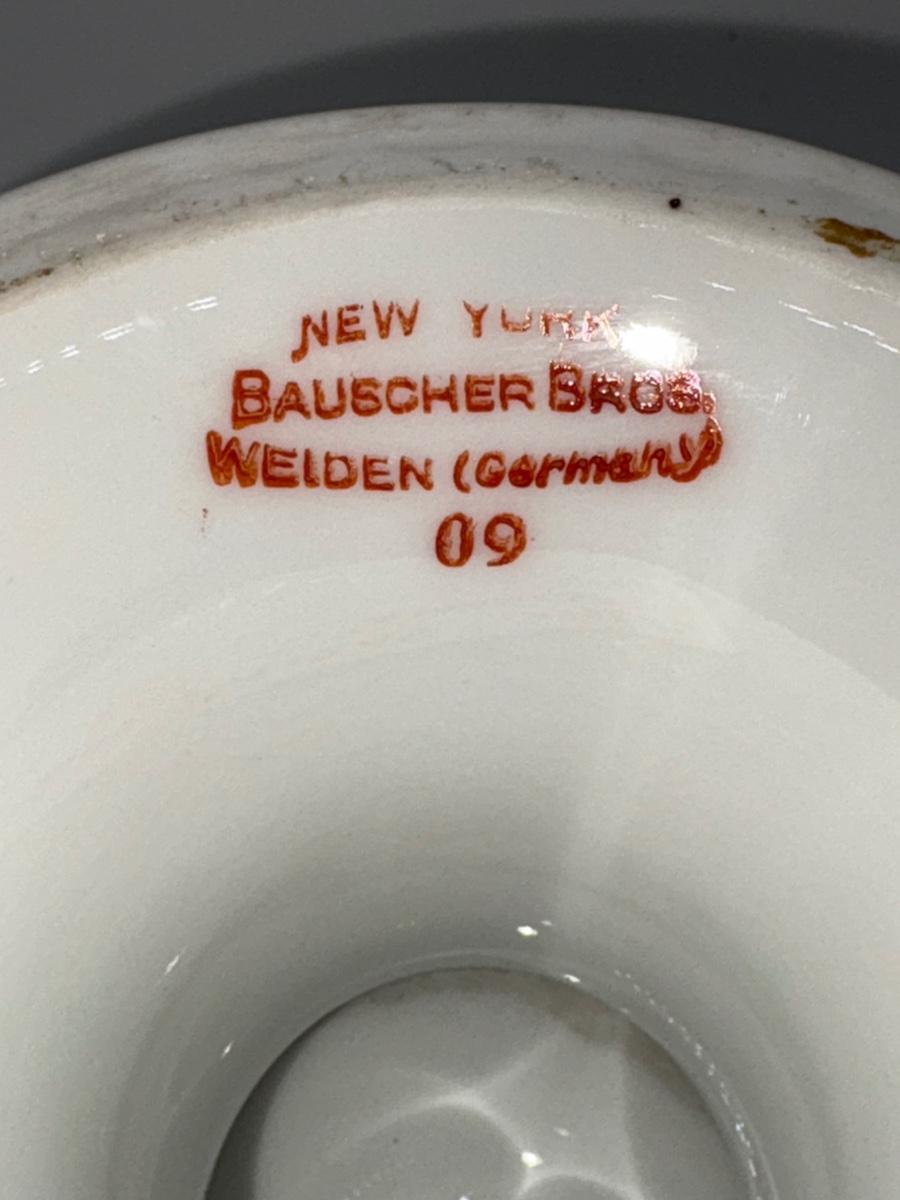 NEW YORK
BAUSCHER BROS.
WEIDEN (Germany)
09